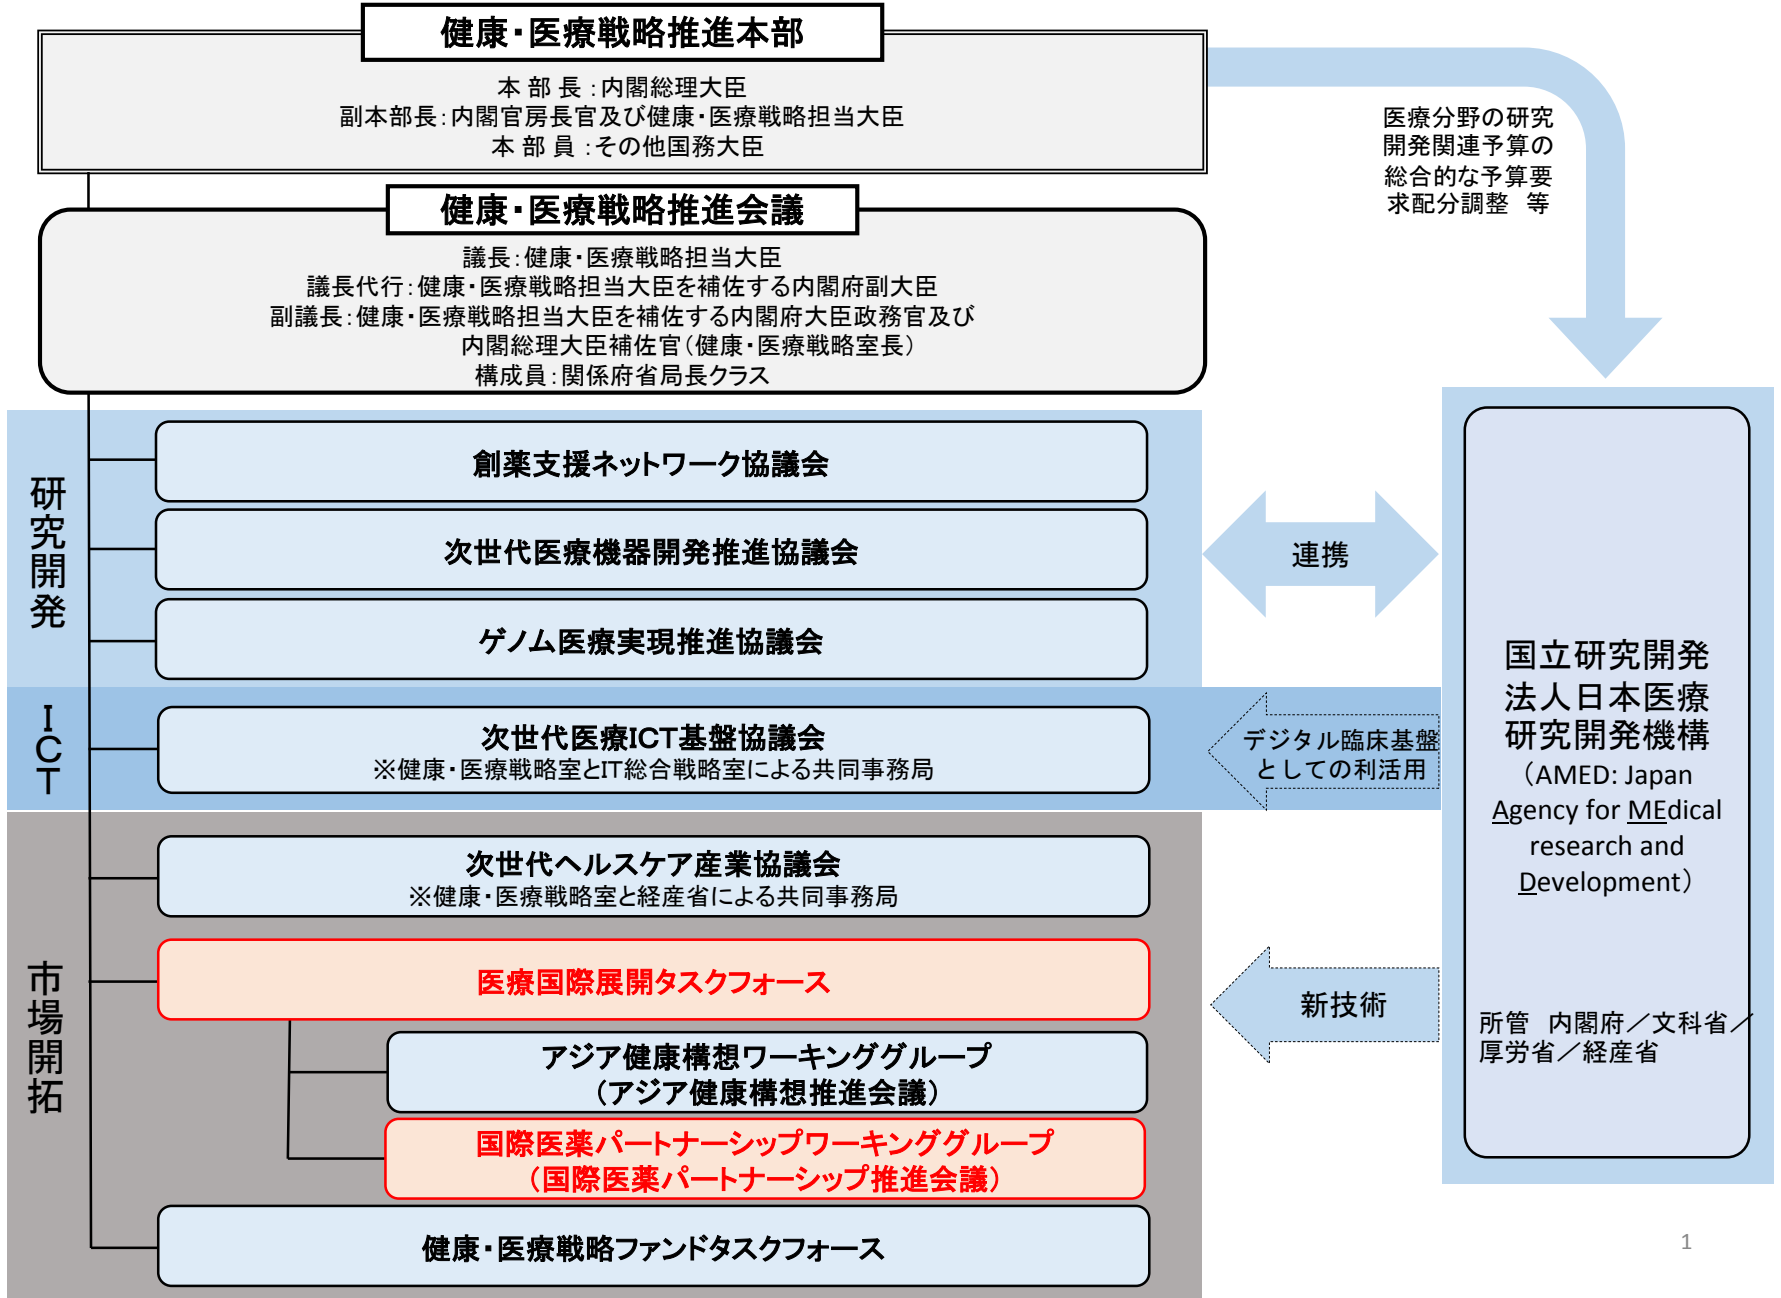 健康・医療戦略推進本部
本 部 長：内閣総理大臣
副本部長：内閣官房長官及び健康・医療戦略担当大臣
本 部 員：その他国務大臣
医療分野の研究
開発関連予算の
総合的な予算要
求配分調整 等
健康・医療戦略推進会議
議長：健康・医療戦略担当大臣
議長代行：健康・医療戦略担当大臣を補佐する内閣府副大臣
副議長：健康・医療戦略担当大臣を補佐する内閣府大臣政務官及び
内閣総理大臣補佐官（健康・医療戦略室長）
構成員：関係府省局長クラス
研究開発
創薬支援ネットワーク協議会
次世代医療機器開発推進協議会
ゲノム医療実現推進協議会
連携
ICT
次世代医療ICT基盤協議会
※健康・医療戦略室とIT総合戦略室による共同事務局
デジタル臨床基盤
としての利活用
市場開拓
次世代ヘルスケア産業協議会
※健康・医療戦略室と経産省による共同事務局
医療国際展開タスクフォース
アジア健康構想ワーキンググループ
（アジア健康構想推進会議）
国際医薬パートナーシップワーキンググループ
（国際医薬パートナーシップ推進会議）
健康・医療戦略ファンドタスクフォース
新技術
国立研究開発
法人日本医療
研究開発機構
（AMED: Japan
Agency for MEdical
research and
Development）
所管 内閣府／文科省／
厚労省／経産省
1